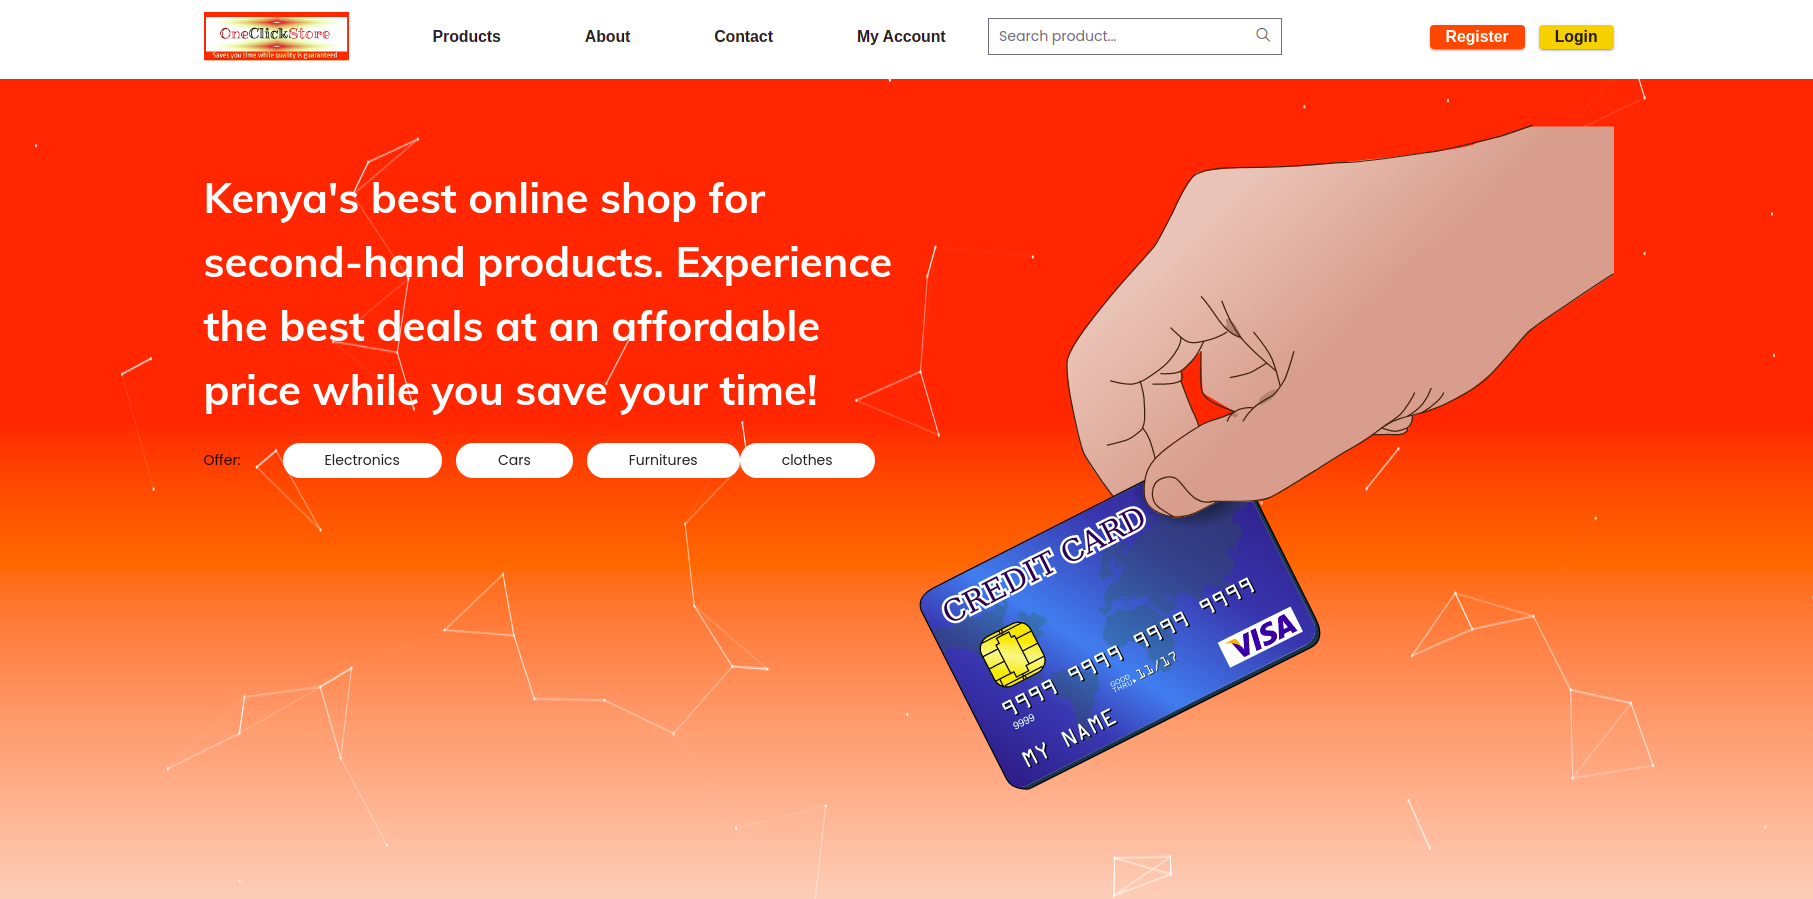 OneClickStore
Saves you time while quality is guaranteed
Products
About
Contact
My Account
Search product...
Register
Login
Kenya's best online shop for
second-hand products. Experience
the best deals at an affordable
price while you save your time!
Offer:
Electronics
Cars
Furnitures
clothes
CREDIT CARD
9999 9999 9999 9999
9999
GOOD
THRU
11/17
MY NAME
VISA